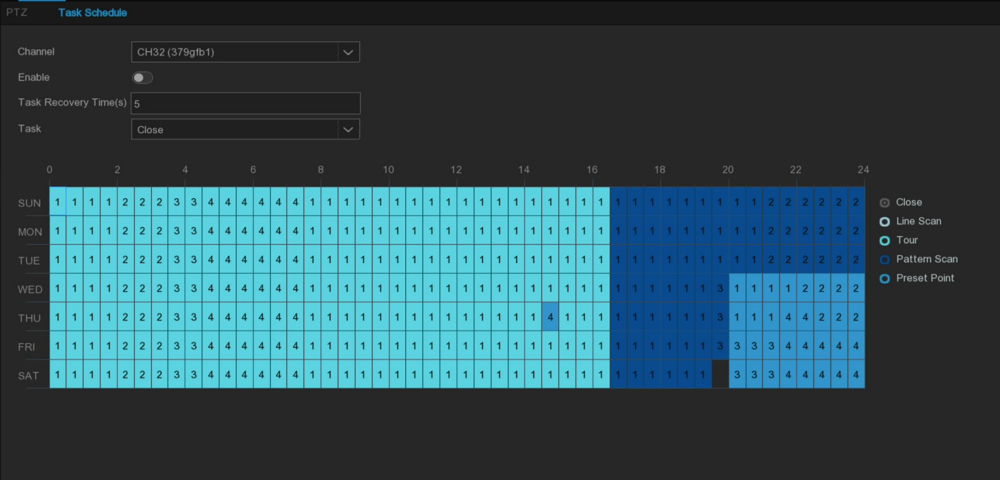 PTZ Task Schedule
Channel CH32 (379gfb1)
Enable
Task Recovery Time(s) 5
Task Close
0 2 4 6 8 10 12 14 16 18 20 22 24
SUN 1 1 1 1 2 2 2 3 3 4 4 4 4 4 4 1 1 1 1 1 1 1 1 1 1 1 1 1 1 1 1 1 1 1 1 1 1 1 1 1 1 1 2 2 2 2 2 2
MON 1 1 1 1 2 2 2 3 3 4 4 4 4 4 4 1 1 1 1 1 1 1 1 1 1 1 1 1 1 1 1 1 1 1 1 1 1 1 1 1 1 1 2 2 2 2 2 2
TUE 1 1 1 1 2 2 2 3 3 4 4 4 4 4 4 1 1 1 1 1 1 1 1 1 1 1 1 1 1 1 1 1 1 1 1 1 1 1 1 1 1 1 2 2 2 2 2 2
WED 1 1 1 1 2 2 2 3 3 4 4 4 4 4 4 1 1 1 1 1 1 1 1 1 1 1 1 1 1 1 1 1 1 1 1 1 1 1 1 3 1 1 1 1 2 2 2 2
THU 1 1 1 1 2 2 2 3 3 4 4 4 4 4 4 1 1 1 1 1 1 1 1 1 1 1 1 1 1 4 1 1 1 1 1 1 1 1 1 3 1 1 1 4 4 2 2 2
FRI 1 1 1 1 2 2 2 3 3 4 4 4 4 4 4 1 1 1 1 1 1 1 1 1 1 1 1 1 1 1 1 1 1 1 1 1 1 1 1 3 3 3 3 4 4 4 4 4
SAT 1 1 1 1 2 2 2 3 3 4 4 4 4 4 4 1 1 1 1 1 1 1 1 1 1 1 1 1 1 1 1 1 1 1 1 1 1 1 1 3 3 3 4 4 4 4 4
Close
Line Scan
Tour
Pattern Scan
Preset Point